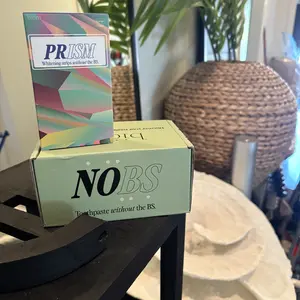 PRISM
Whitening strips without the BS.
NOBS
Toothpaste without the BS.